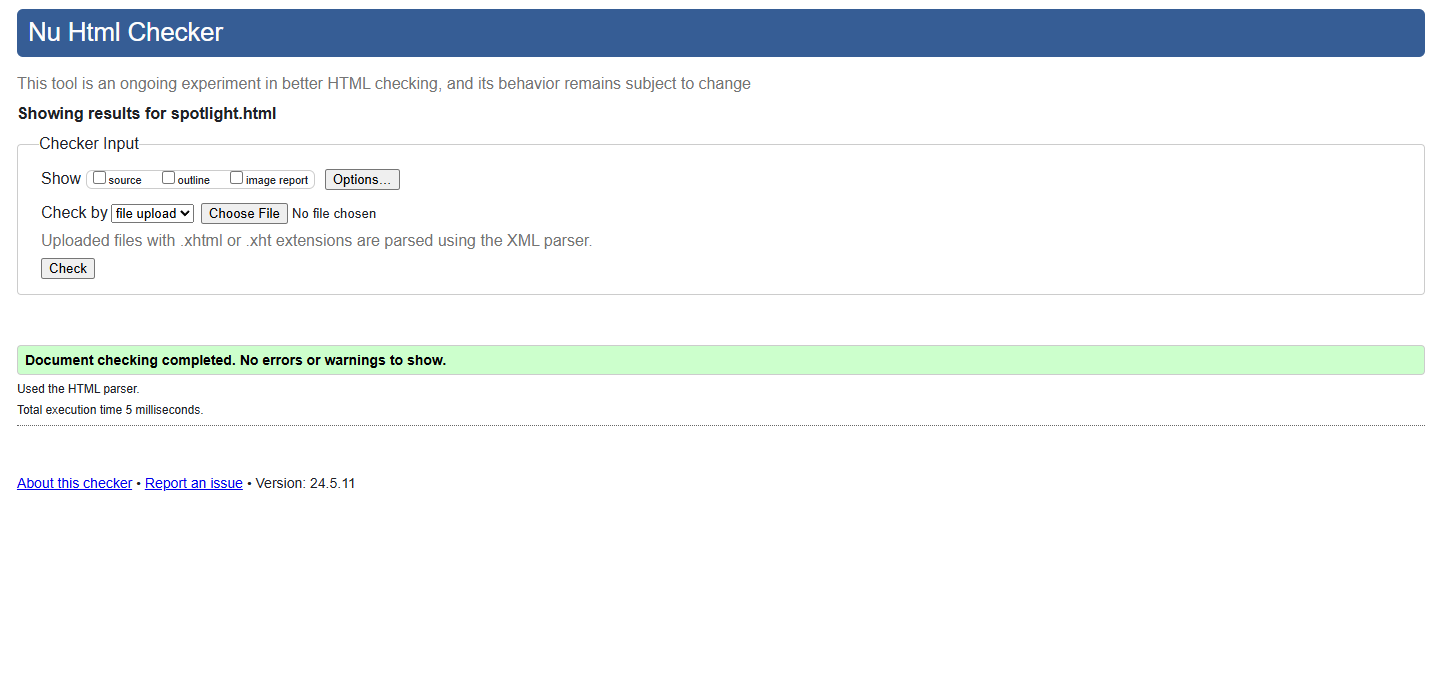 Nu Html Checker
This tool is an ongoing experiment in better HTML checking, and its behavior remains subject to change
Showing results for spotlight.html
Checker Input
Show source outline image report Options...
Check by file upload Choose File No file chosen
Uploaded files with .xhtml or .xht extensions are parsed using the XML parser.
Check
Document checking completed. No errors or warnings to show.
Used the HTML parser.
Total execution time 5 milliseconds.
About this checker • Report an issue • Version: 24.5.11